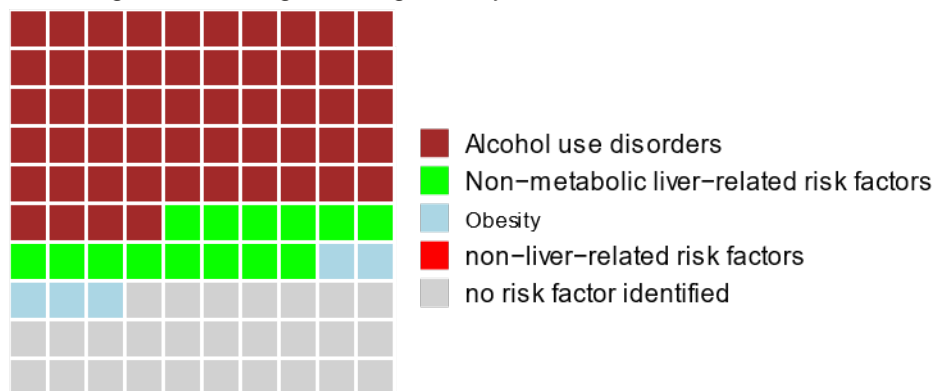 Alcohol use disorders
Non−metabolic liver−related risk factors
Obesity
non−liver−related risk factors
no risk factor identified